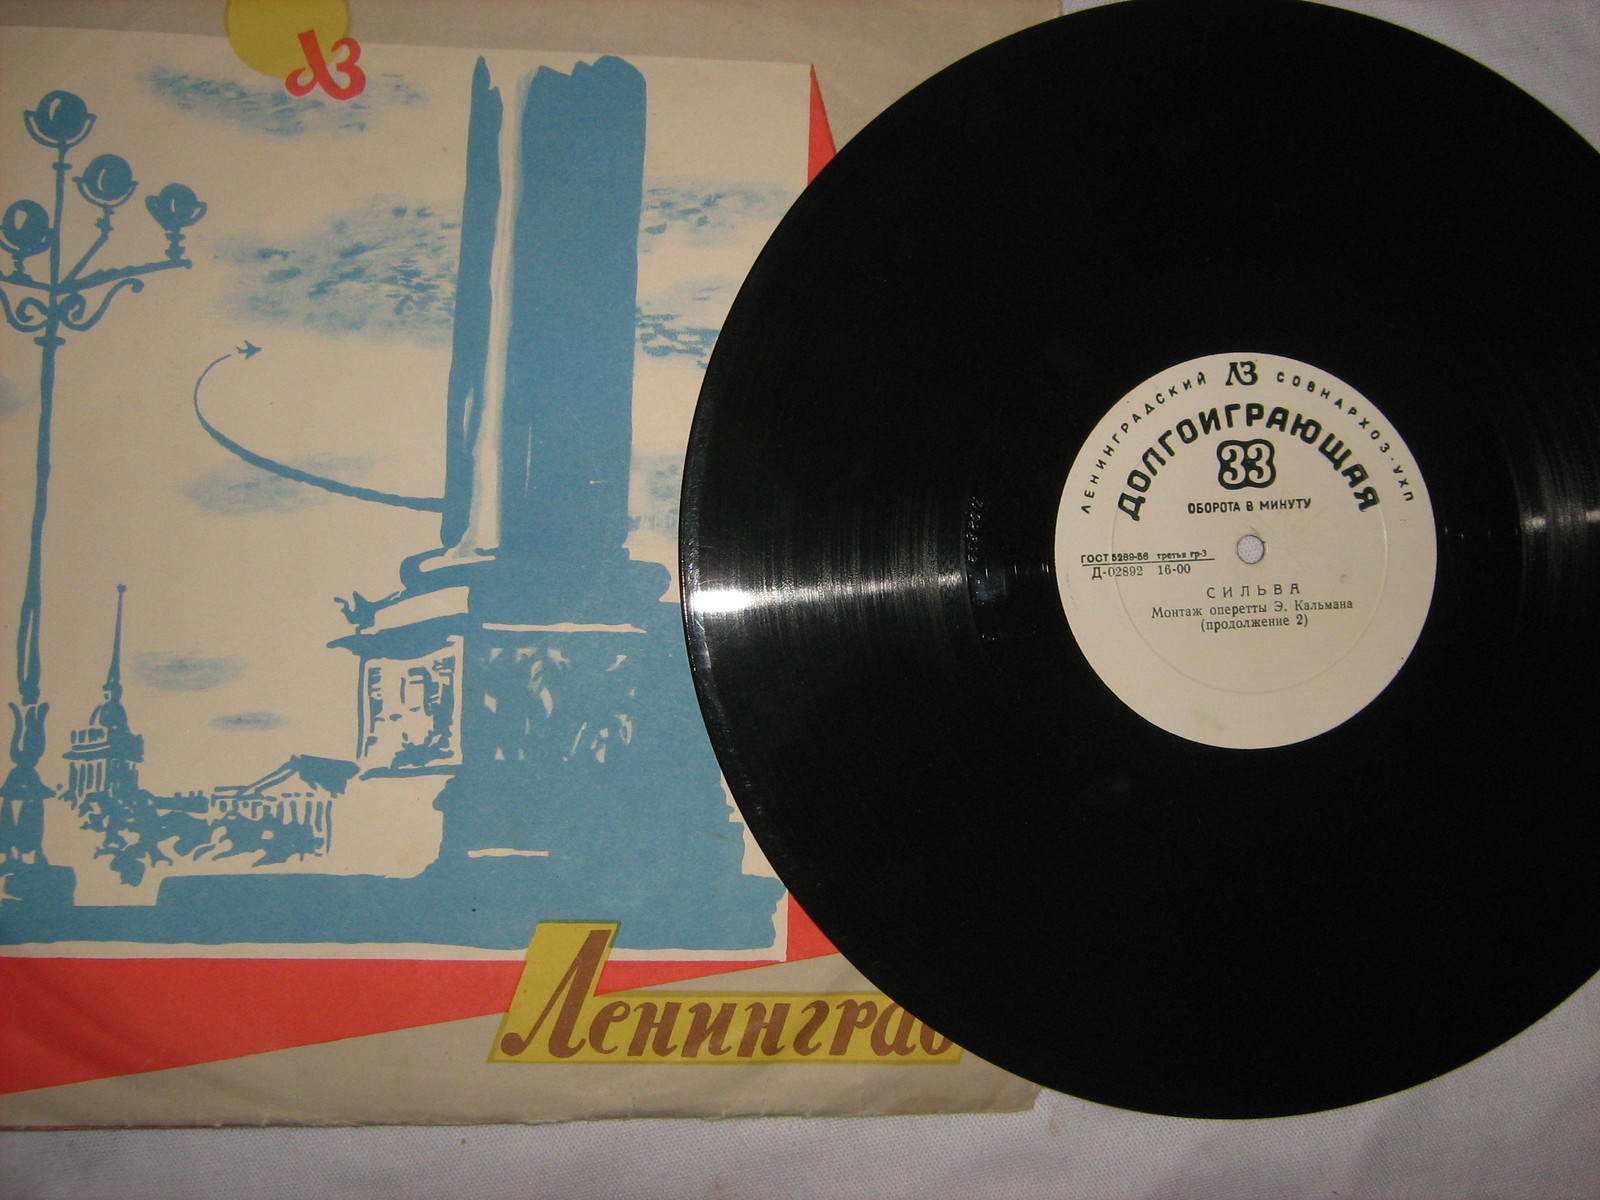 ЛЗ
Ленинград
ЛЕНИНГРАДСКИЙ ЛЗ СОВНАРХОЗ·УХП
ДОЛГОИГРАЮЩАЯ
33
ОБОРОТА В МИНУТУ
ГОСТ 5289-56 третья гр-3
Д-02892 16-00
СИЛЬВА
Монтаж оперетты Э. Кальмана
(продолжение 2)